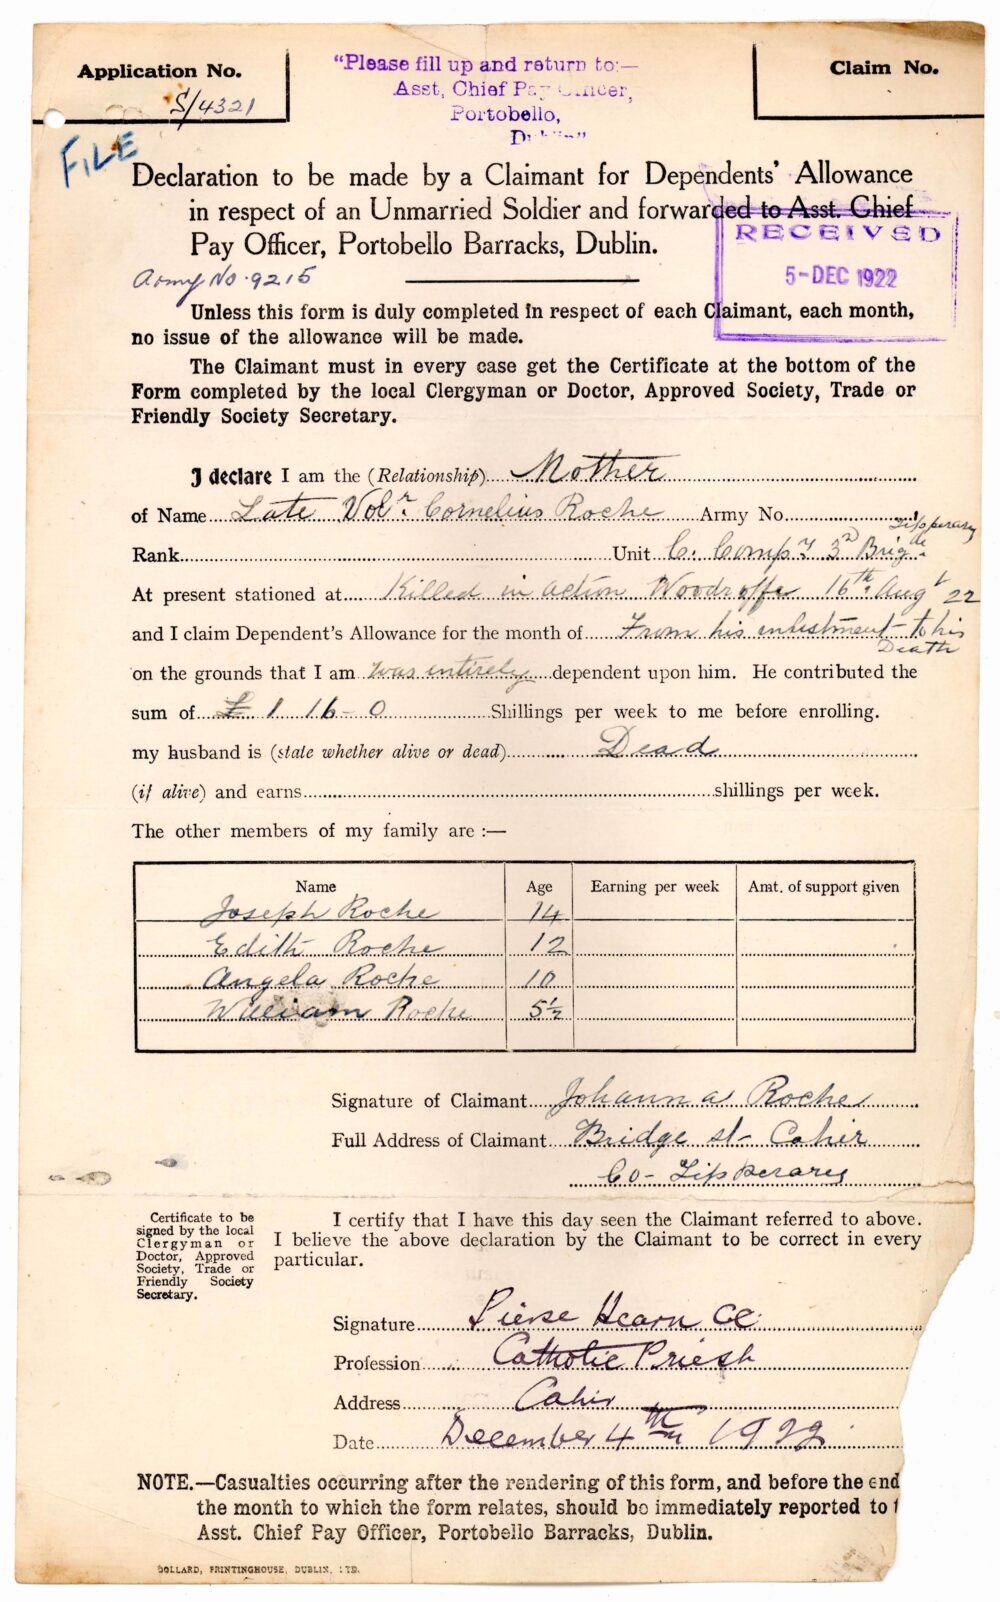 Application No.
S/4321
"Please fill up and return to:—
Asst, Chief Pay Officer,
Portobello,
Dublin"
Claim No.
FILE
Declaration to be made by a Claimant for Dependents' Allowance
in respect of an Unmarried Soldier and forwarded to Asst. Chief
Pay Officer, Portobello Barracks, Dublin.
RECEIVED
5-DEC 1922
Army No. 9215
Unless this form is duly completed in respect of each Claimant, each month,
no issue of the allowance will be made.
The Claimant must in every case get the Certificate at the bottom of the
Form completed by the local Clergyman or Doctor, Approved Society, Trade or
Friendly Society Secretary.
I declare I am the (Relationship) Mother
of Name Late Volr. Cornelius Roche Army No.
Rank Unit C. Compy 3rd Brigde. Tipperary
At present stationed at Killed in action Woodroffe 16th Augt 22
and I claim Dependent's Allowance for the month of From his enlistment to his Death
on the grounds that I am was entirely dependent upon him. He contributed the
sum of £1 16-0 Shillings per week to me before enrolling.
my husband is (state whether alive or dead) Dead
(if alive) and earns shillings per week.
The other members of my family are :—
Name Age Earning per week Amt. of support given
Joseph Roche 14
Edith Roche 12
Angela Roche 10
William Roche 5½
Signature of Claimant Johanna Roche
Full Address of Claimant Bridge st- Cahir
Co- Tipperary
Certificate to be
signed by the local
Clergyman or
Doctor, Approved
Society, Trade or
Friendly Society
Secretary.
I certify that I have this day seen the Claimant referred to above.
I believe the above declaration by the Claimant to be correct in every
particular.
Signature Pierse Hearn CC.
Profession Catholic Priest
Address Cahir
Date December 4th 1922
NOTE.—Casualties occurring after the rendering of this form, and before the end
the month to which the form relates, should be immediately reported to t
Asst. Chief Pay Officer, Portobello Barracks, Dublin.
DOLLARD, PRINTINGHOUSE, DUBLIN, LTD.